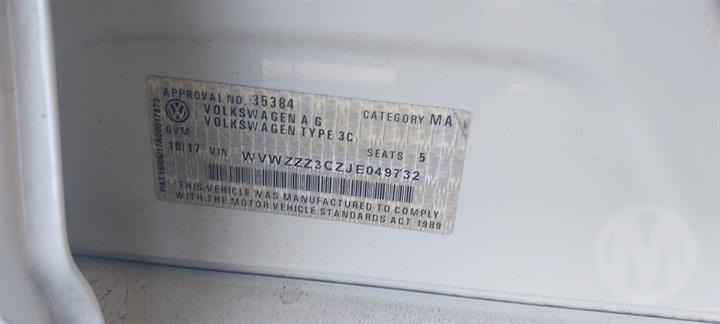 APPROVAL NO. 35384
VOLKSWAGEN A G CATEGORY MA
VOLKSWAGEN TYPE 3C
GVM
10/17 VIN SEATS 5
WVWZZZ3CZJE049732
THIS VEHICLE WAS MANUFACTURED TO COMPLY
WITH THE MOTOR VEHICLE STANDARDS ACT 1989
M